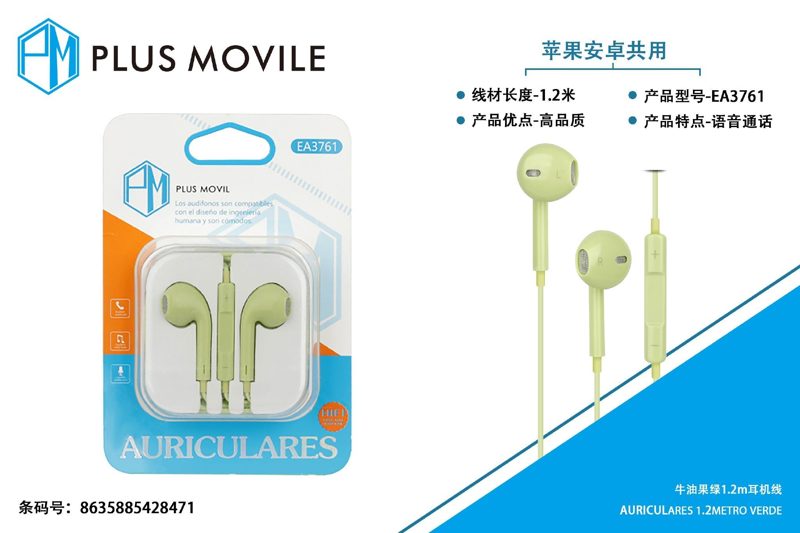 PM PLUS MOVILE
苹果安卓共用
线材长度-1.2米
产品型号-EA3761
产品优点-高品质
产品特点-语音通话
EA3761
PM
PLUS MOVIL
Los audífonos son compatibles
con el diseño de ingeniería
humana y son cómodos.
L
R
+
−
+
−
HIFI
AURICULARES
条码号：8635885428471
牛油果绿1.2m耳机线
AURICULARES 1.2METRO VERDE